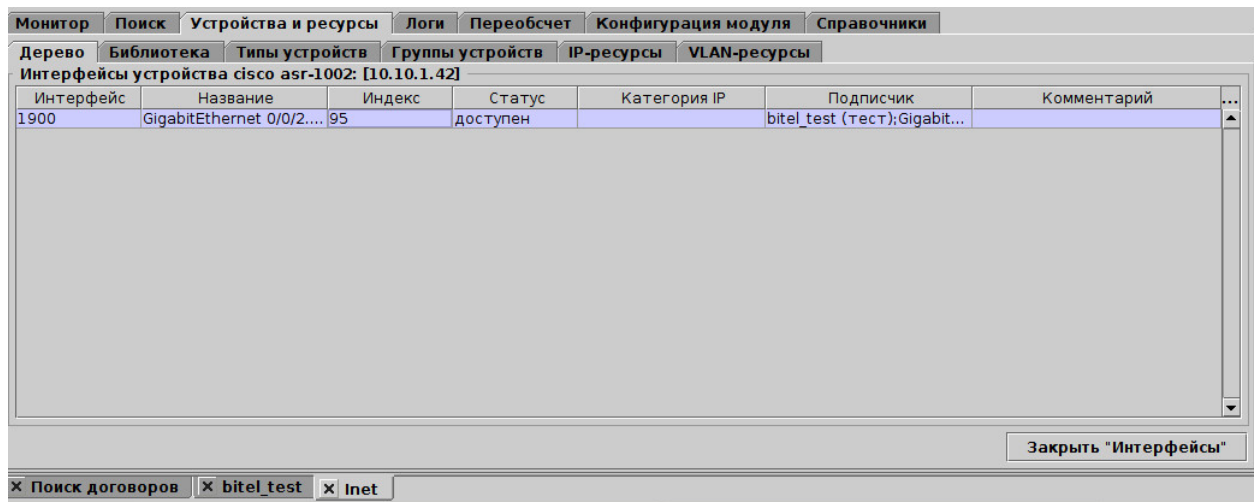 Монитор Поиск Устройства и ресурсы Логи Переобсчет Конфигурация модуля Справочники
Дерево Библиотека Типы устройств Группы устройств IP-ресурсы VLAN-ресурсы
Интерфейсы устройства cisco asr-1002: [10.10.1.42]
Интерфейс Название Индекс Статус Категория IP Подписчик Комментарий ...
1900 GigabitEthernet 0/0/2.... 95 доступен bitel_test (тест);Gigabit...
Закрыть "Интерфейсы"
Поиск договоров bitel_test Inet